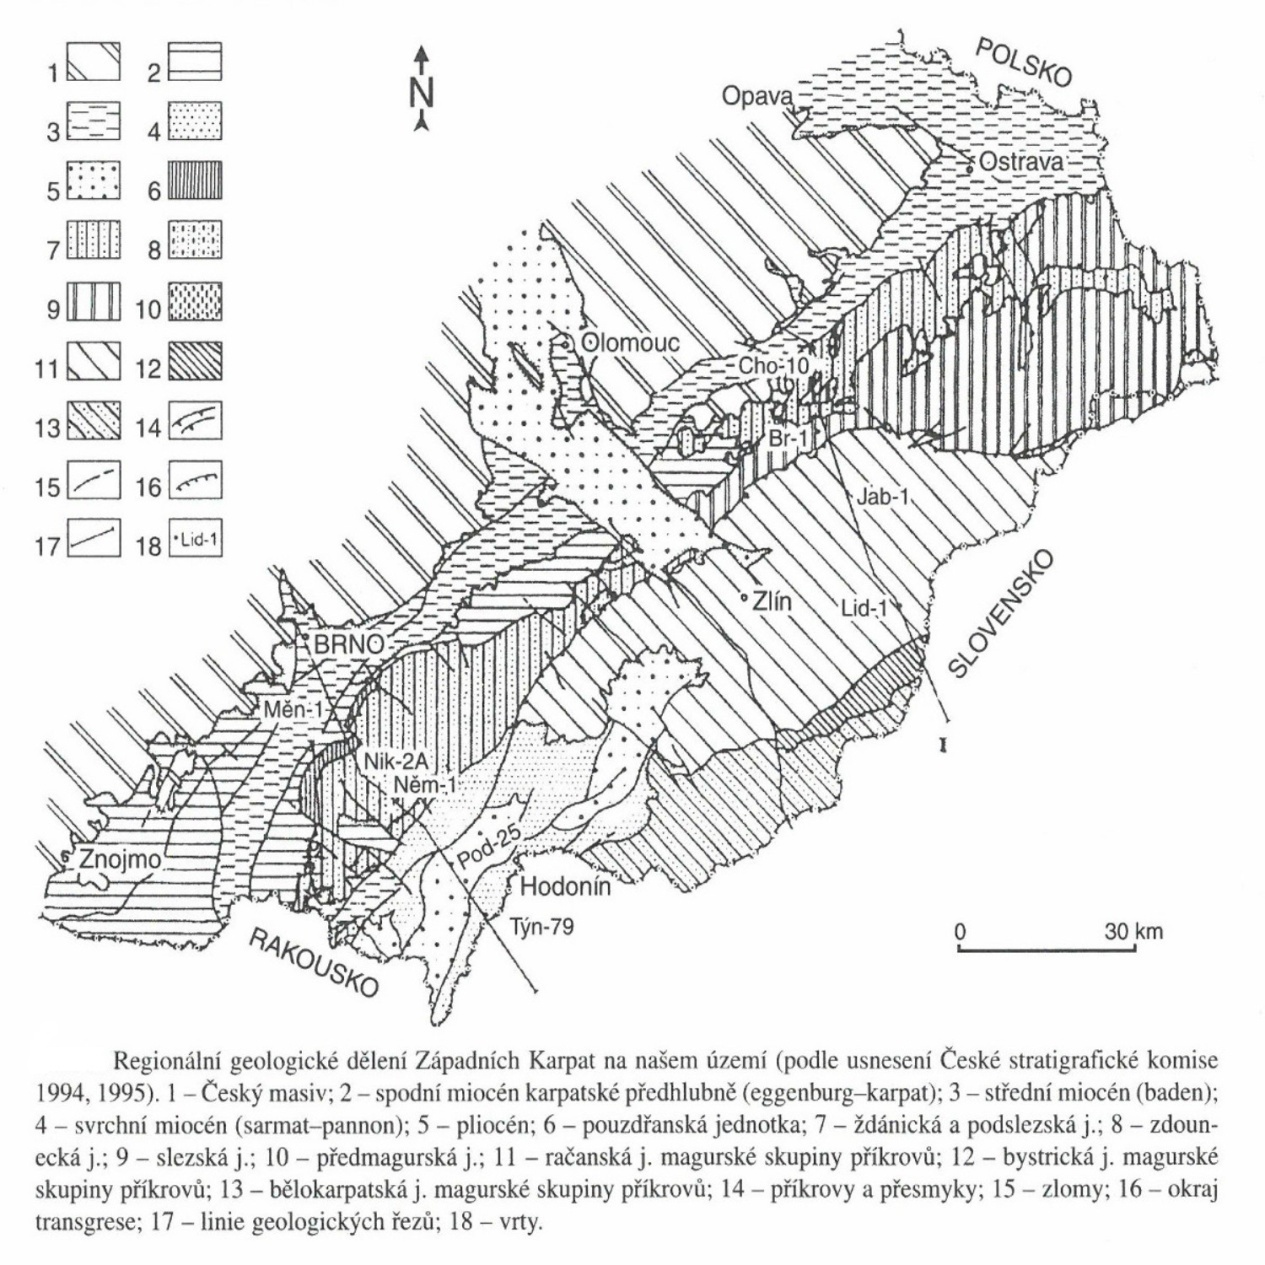 1
2
3
4
5
6
7
8
9
10
11
12
13
14
15
16
17
18
Lid-1
N
POLSKO
Opava
Ostrava
Olomouc
Cho-10
Br-1
Jab-1
Zlín
Lid-1
SLOVENSKO
BRNO
Měn-1
I
Nik-2A
Něm-1
Pod-25
Znojmo
Hodonín
Týn-79
RAKOUSKO
0 30 km
Regionální geologické dělení Západních Karpat na našem území (podle usnesení České stratigrafické komise
1994, 1995). 1 – Český masiv; 2 – spodní miocén karpatské předhlubně (eggenburg–karpat); 3 – střední miocén (baden);
4 – svrchní miocén (sarmat–pannon); 5 – pliocén; 6 – pouzdřanská jednotka; 7 – ždánická a podslezská j.; 8 – zdoun-
ecká j.; 9 – slezská j.; 10 – předmagurská j.; 11 – račanská j. magurské skupiny příkrovů; 12 – bystrická j. magurské
skupiny příkrovů; 13 – bělokarpatská j. magurské skupiny příkrovů; 14 – příkrovy a přesmyky; 15 – zlomy; 16 – okraj
transgrese; 17 – linie geologických řezů; 18 – vrty.